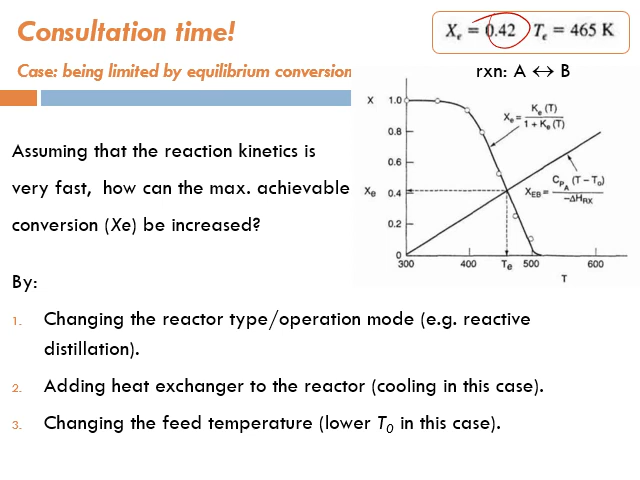 Consultation time!
Xₑ = 0.42 Tₑ = 465 K
Case: being limited by equilibrium conversion
rxn: A ↔ B
X
1.0
0.8
0.6
Xe
0.4
0.2
0
300
400
Te
500
600
T
Xe = Ke (T) / 1 + Ke (T)
XEB = CPA (T − To) / −ΔHRX
Assuming that the reaction kinetics is
very fast, how can the max. achievable
conversion (Xe) be increased?
By:
1. Changing the reactor type/operation mode (e.g. reactive
distillation).
2. Adding heat exchanger to the reactor (cooling in this case).
3. Changing the feed temperature (lower T₀ in this case).